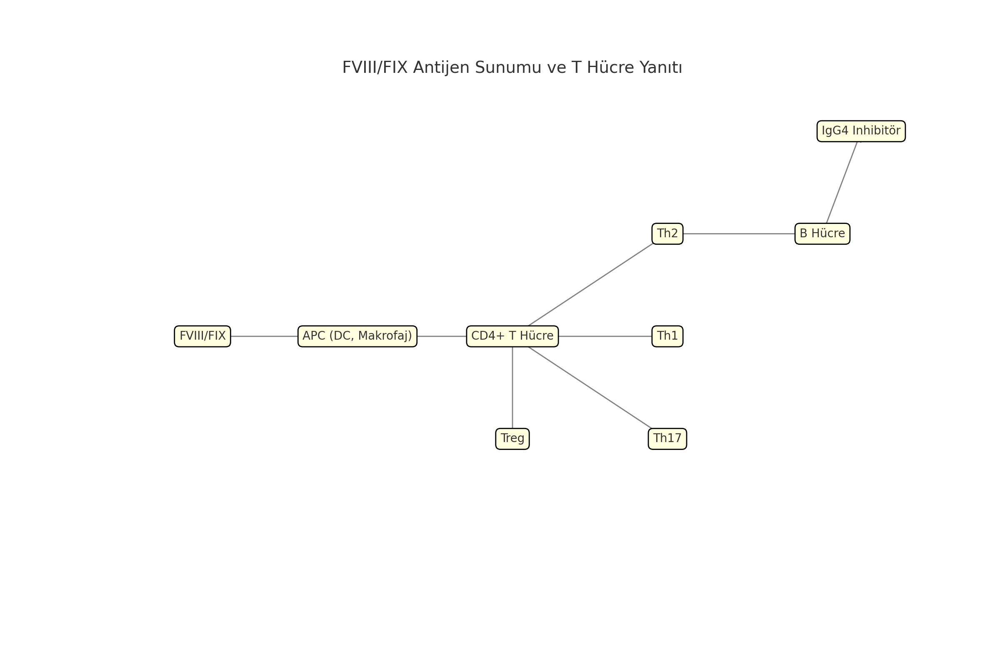 FVIII/FIX Antijen Sunumu ve T Hücre Yanıtı
IgG4 Inhibitör
Th2
B Hücre
FVIII/FIX
APC (DC, Makrofaj)
CD4+ T Hücre
Th1
Treg
Th17